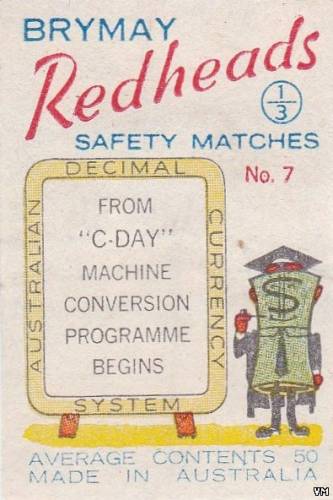 BRYMAY
Redheads
1/3
SAFETY MATCHES
No. 7
DECIMAL
AUSTRALIAN
CURRENCY
SYSTEM
FROM
"C-DAY"
MACHINE
CONVERSION
PROGRAMME
BEGINS
$
AVERAGE CONTENTS 50
MADE IN AUSTRALIA
YM